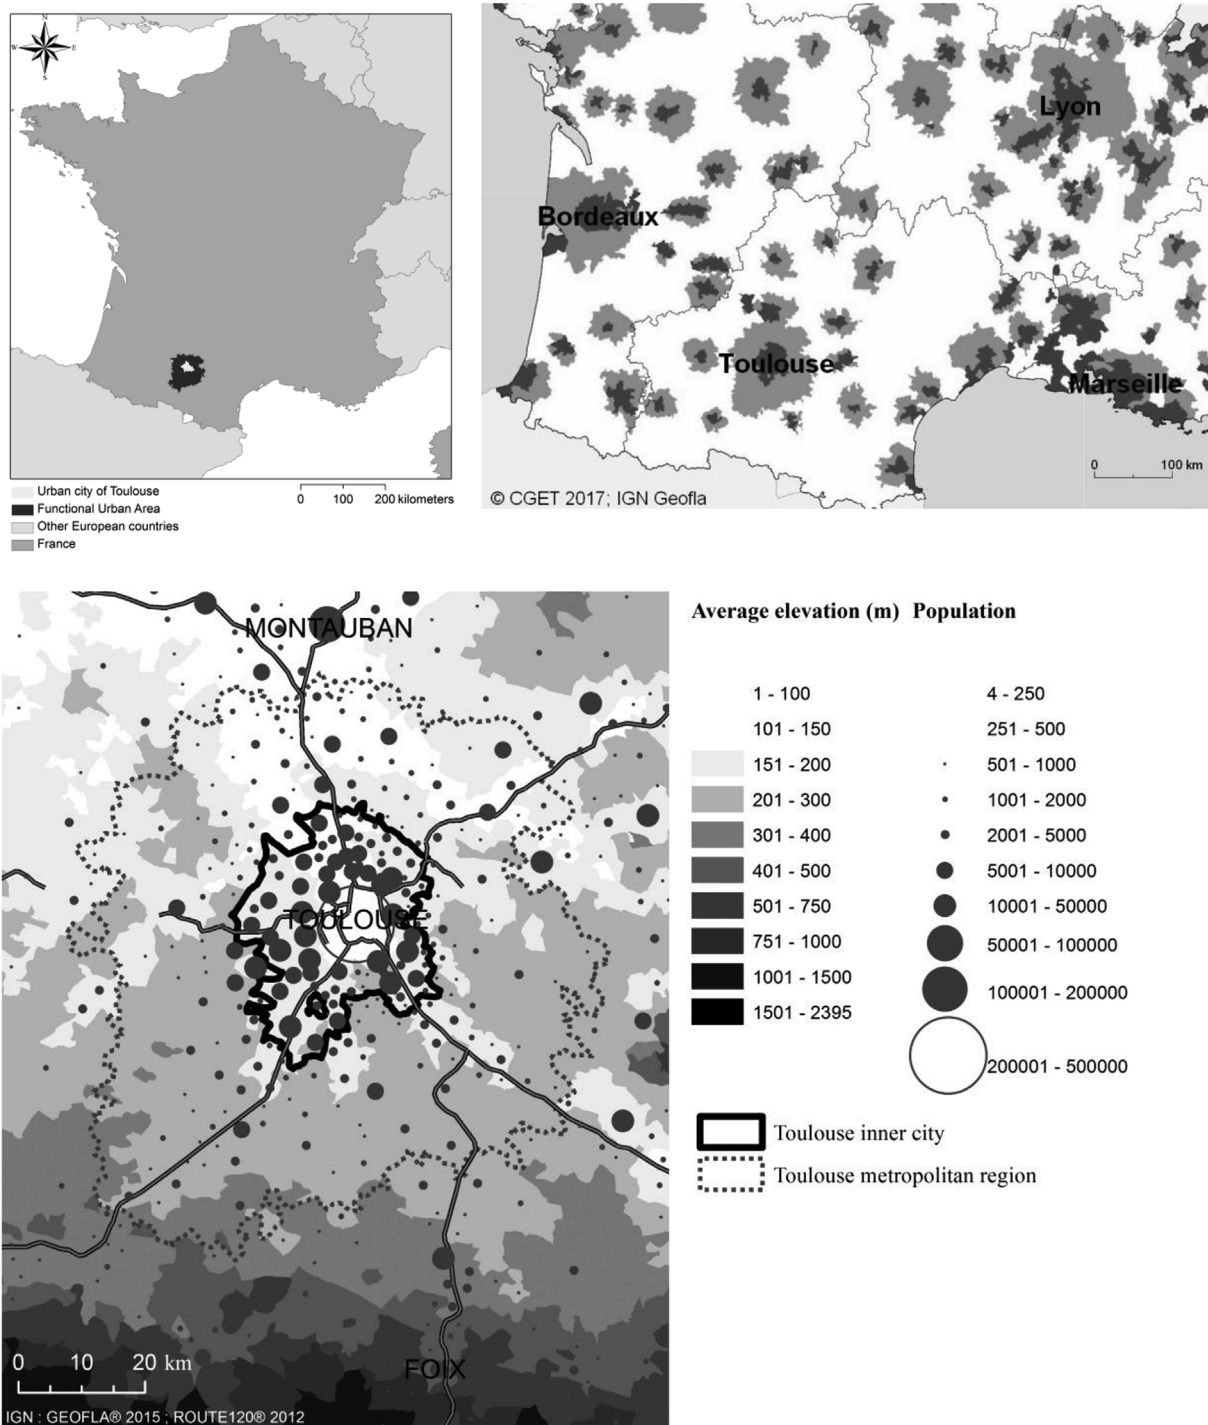 N
W E
S
Urban city of Toulouse
Functional Urban Area
Other European countries
France
0 100 200 kilometers
Lyon
Bordeaux
Toulouse
Marseille
0 100 km
© CGET 2017; IGN Geofla
MONTAUBAN
TOULOUSE
FOIX
0 10 20 km
IGN : GEOFLA® 2015 ; ROUTE120® 2012
Average elevation (m) Population
1 - 100 4 - 250
101 - 150 251 - 500
151 - 200 501 - 1000
201 - 300 1001 - 2000
301 - 400 2001 - 5000
401 - 500 5001 - 10000
501 - 750 10001 - 50000
751 - 1000 50001 - 100000
1001 - 1500 100001 - 200000
1501 - 2395
200001 - 500000
Toulouse inner city
Toulouse metropolitan region